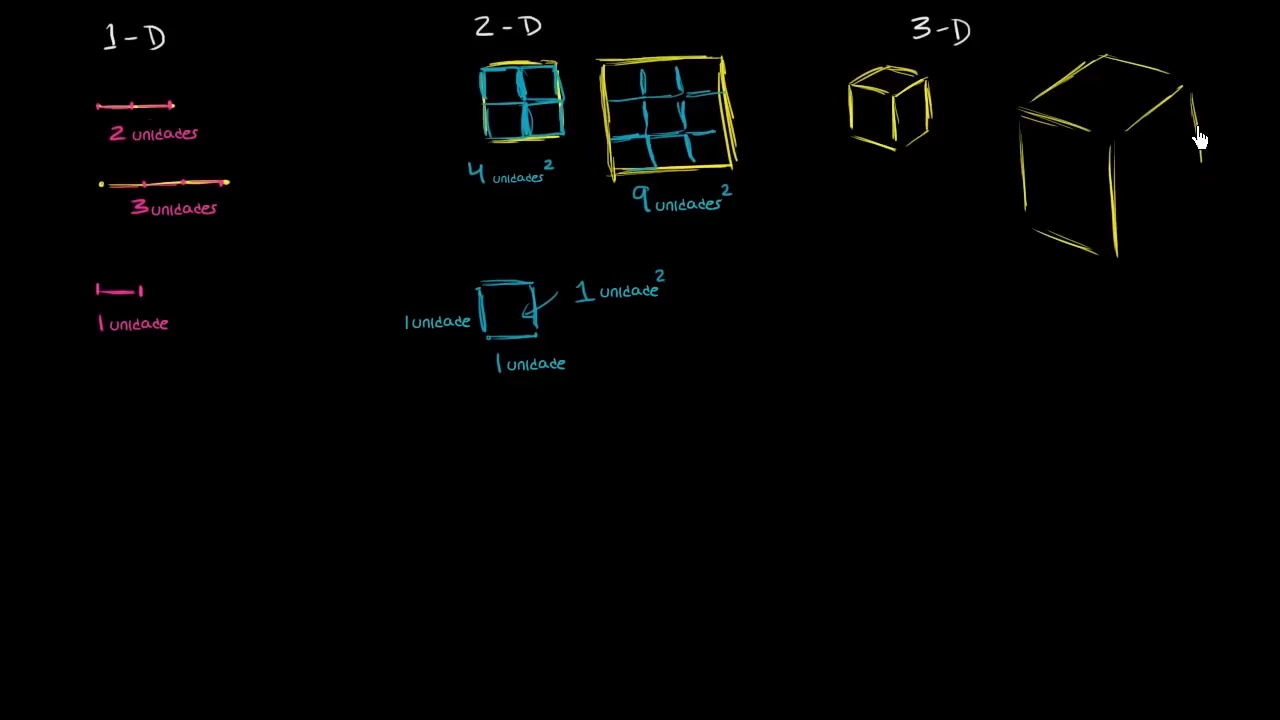 1-D
2 unidades
3 unidades
1 unidade
2-D
4 unidades²
9 unidades²
1 unidade
1 unidade²
1 unidade
3-D